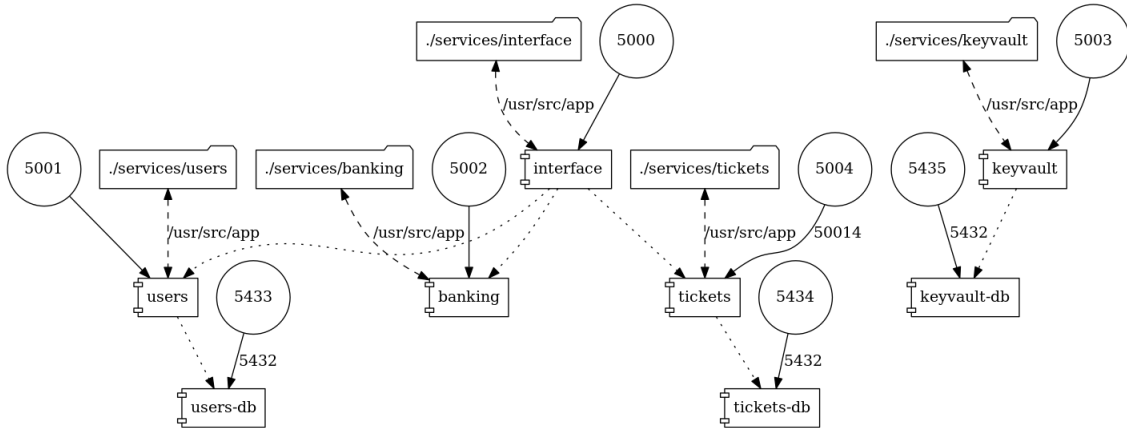 ./services/interface
5000
./services/keyvault
5003
/usr/src/app
/usr/src/app
5001
./services/users
./services/banking
5002
interface
./services/tickets
5004
5435
keyvault
/usr/src/app
/usr/src/app
/usr/src/app
50014
5432
users
5433
banking
tickets
5434
keyvault-db
5432
5432
users-db
tickets-db